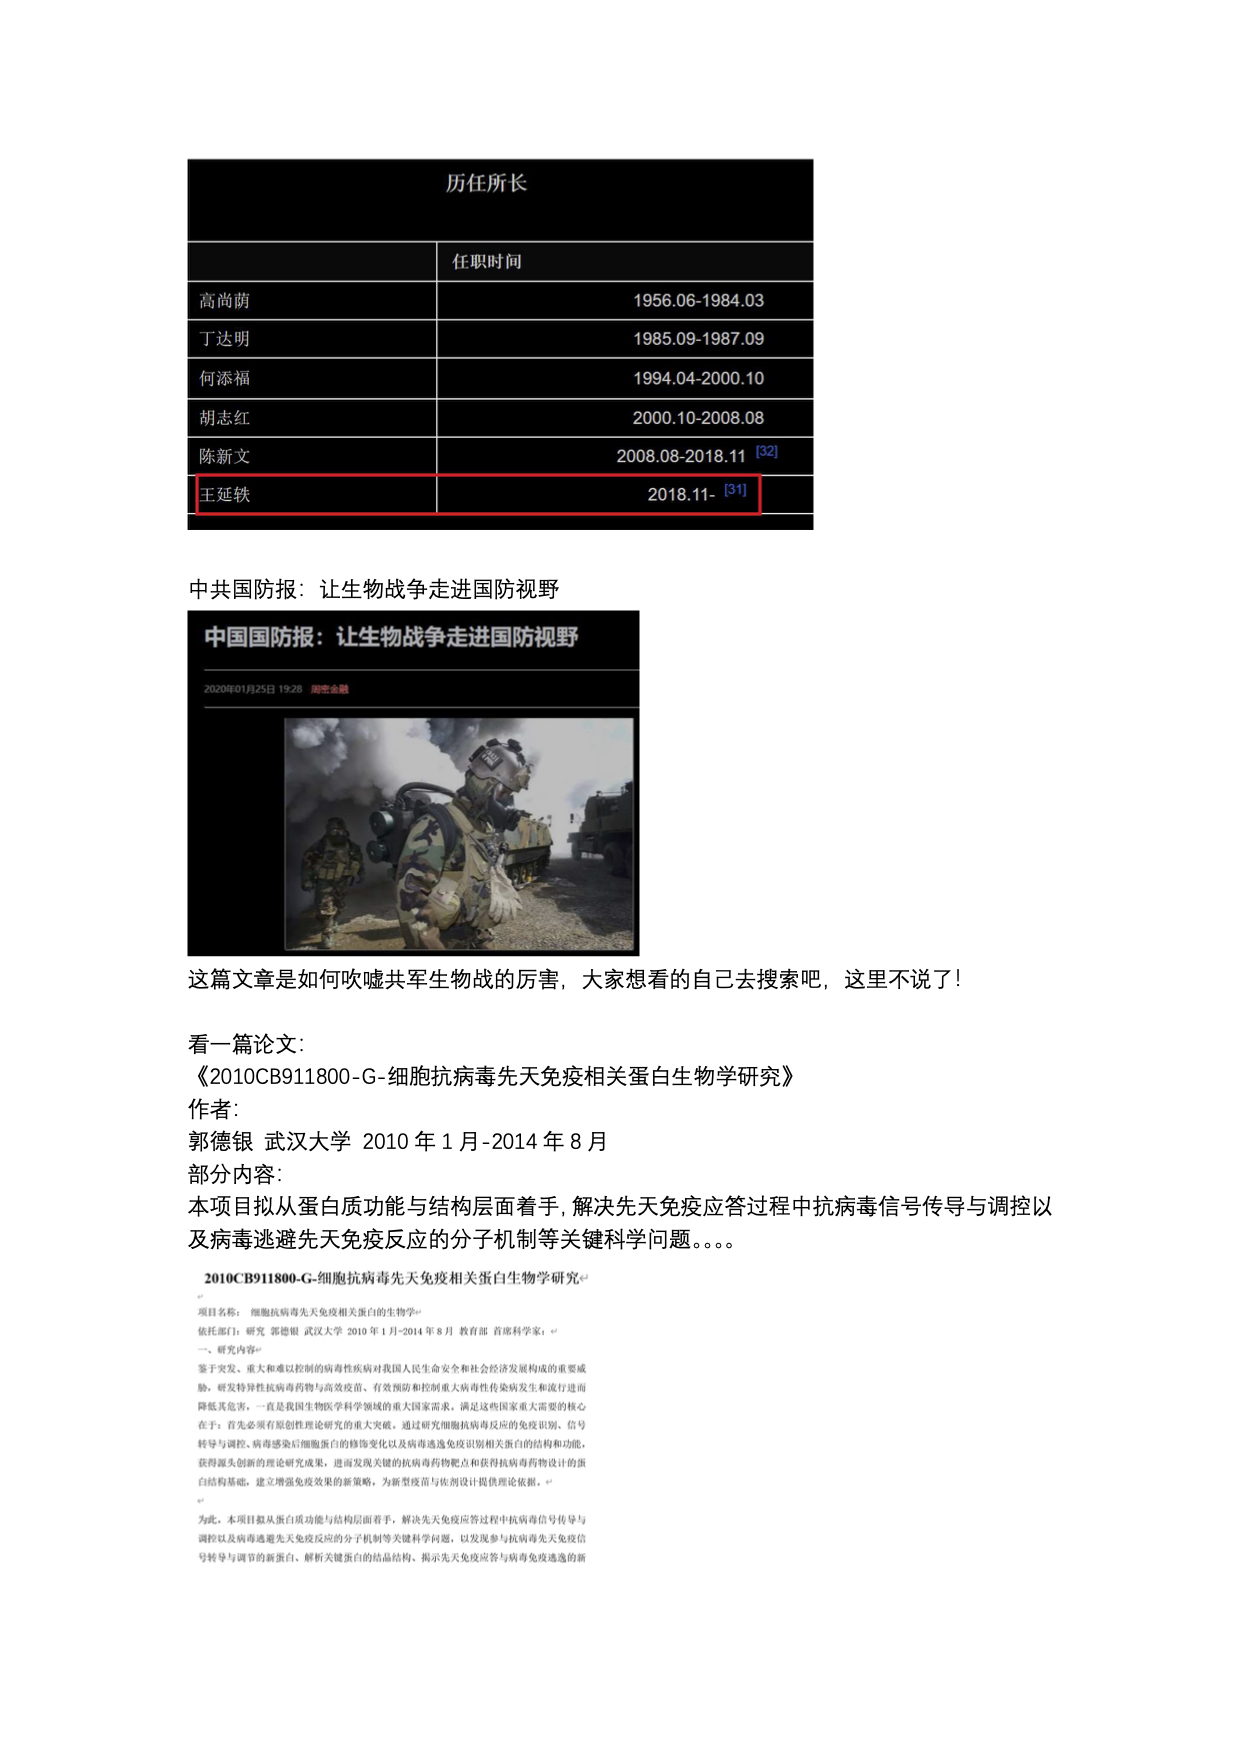 历任所长
任职时间
高尚荫 1956.06-1984.03
丁达明 1985.09-1987.09
何添福 1994.04-2000.10
胡志红 2000.10-2008.08
陈新文 2008.08-2018.11 [32]
王延轶 2018.11- [31]
中共国防报：让生物战争走进国防视野
中国国防报：让生物战争走进国防视野
2020年01月25日 19:28 周密金融
这篇文章是如何吹嘘共军生物战的厉害，大家想看的自己去搜索吧，这里不说了！
看一篇论文：
《2010CB911800-G-细胞抗病毒先天免疫相关蛋白生物学研究》
作者：
郭德银 武汉大学 2010 年 1 月-2014 年 8 月
部分内容：
本项目拟从蛋白质功能与结构层面着手,解决先天免疫应答过程中抗病毒信号传导与调控以
及病毒逃避先天免疫反应的分子机制等关键科学问题。。。。
2010CB911800-G-细胞抗病毒先天免疫相关蛋白生物学研究
项目名称： 细胞抗病毒先天免疫相关蛋白的生物学
依托部门：研究 郭德银 武汉大学 2010 年 1 月-2014 年 8 月 教育部 首席科学家：
一、研究内容
鉴于突发、重大和难以控制的病毒性疾病对我国人民生命安全和社会经济发展构成的重要威
胁，研发特异性抗病毒药物与高效疫苗、有效预防和控制重大病毒性传染病发生和流行进而
降低其危害，一直是我国生物医学科学领域的重大国家需求。满足这些国家重大需要的核心
在于：首先必须有原创性理论研究的重大突破。通过研究细胞抗病毒反应的免疫识别、信号
转导与调控、病毒感染后细胞蛋白的修饰变化以及病毒逃逸免疫识别相关蛋白的结构和功能，
获得源头创新的理论研究成果，进而发现关键的抗病毒药物靶点和获得抗病毒药物设计的蛋
白结构基础，建立增强免疫效果的新策略，为新型疫苗与佐剂设计提供理论依据。
为此，本项目拟从蛋白质功能与结构层面着手，解决先天免疫应答过程中抗病毒信号传导与
调控以及病毒逃避先天免疫反应的分子机制等关键科学问题，以发现参与抗病毒先天免疫信
号转导与调节的新蛋白、解析关键蛋白的结晶结构、揭示先天免疫应答与病毒免疫逃逸的新